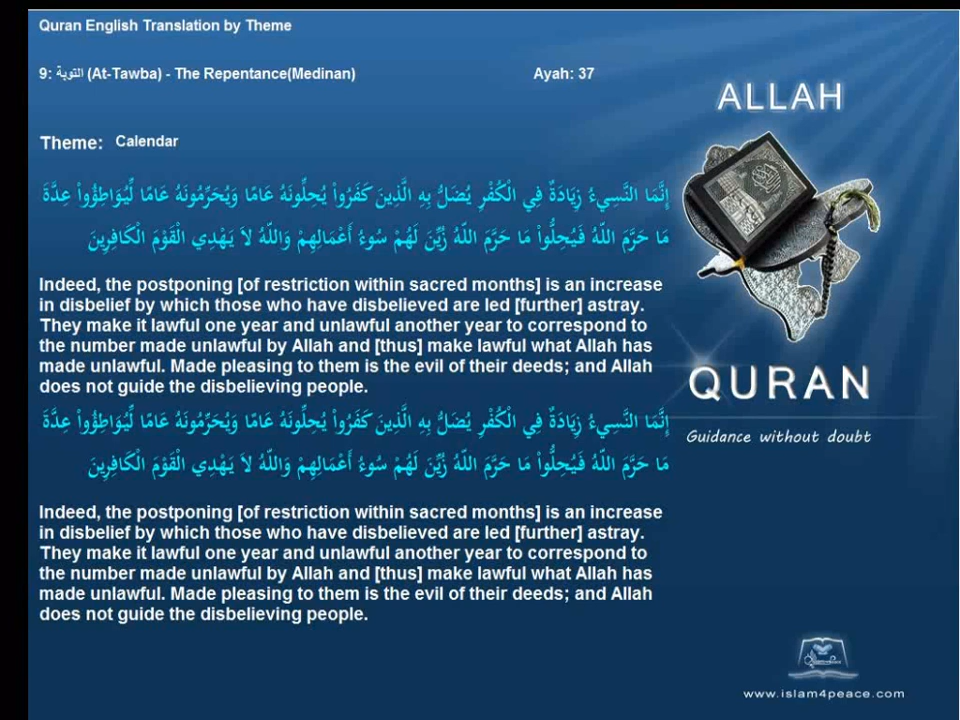 Quran English Translation by Theme
9: التوبة (At-Tawba) - The Repentance(Medinan) Ayah: 37
Theme: Calendar
إِنَّمَا النَّسِيءُ زِيَادَةٌ فِي الْكُفْرِ يُضَلُّ بِهِ الَّذِينَ كَفَرُواْ يُحِلُّونَهُ عَامًا وَيُحَرِّمُونَهُ عَامًا لِّيُوَاطِؤُواْ عِدَّةَ
مَا حَرَّمَ اللّهُ فَيُحِلُّواْ مَا حَرَّمَ اللّهُ زُيِّنَ لَهُمْ سُوءُ أَعْمَالِهِمْ وَاللّهُ لاَ يَهْدِي الْقَوْمَ الْكَافِرِينَ
Indeed, the postponing [of restriction within sacred months] is an increase
in disbelief by which those who have disbelieved are led [further] astray.
They make it lawful one year and unlawful another year to correspond to
the number made unlawful by Allah and [thus] make lawful what Allah has
made unlawful. Made pleasing to them is the evil of their deeds; and Allah
does not guide the disbelieving people.
إِنَّمَا النَّسِيءُ زِيَادَةٌ فِي الْكُفْرِ يُضَلُّ بِهِ الَّذِينَ كَفَرُواْ يُحِلُّونَهُ عَامًا وَيُحَرِّمُونَهُ عَامًا لِّيُوَاطِؤُواْ عِدَّةَ
مَا حَرَّمَ اللّهُ فَيُحِلُّواْ مَا حَرَّمَ اللّهُ زُيِّنَ لَهُمْ سُوءُ أَعْمَالِهِمْ وَاللّهُ لاَ يَهْدِي الْقَوْمَ الْكَافِرِينَ
Indeed, the postponing [of restriction within sacred months] is an increase
in disbelief by which those who have disbelieved are led [further] astray.
They make it lawful one year and unlawful another year to correspond to
the number made unlawful by Allah and [thus] make lawful what Allah has
made unlawful. Made pleasing to them is the evil of their deeds; and Allah
does not guide the disbelieving people.
ALLAH
QURAN
Guidance without doubt
www.islam4peace.com